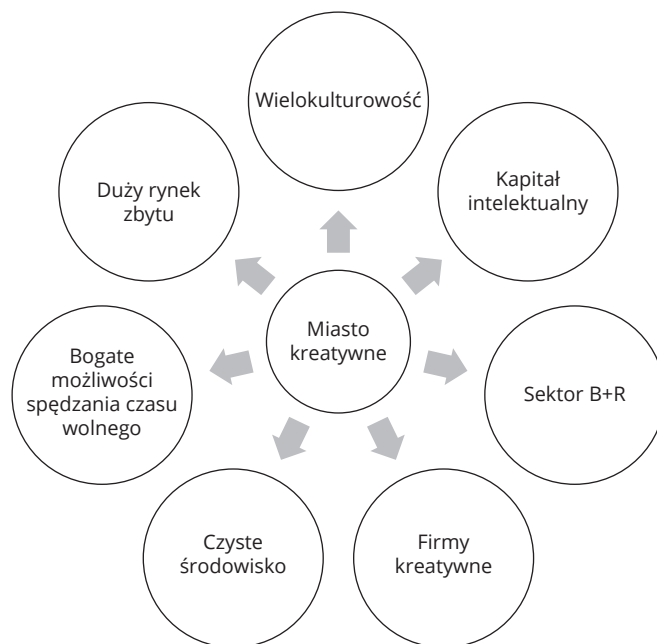 Wielokulturowość
Kapitał
intelektualny
Sektor B+R
Firmy
kreatywne
Czyste
środowisko
Bogate
możliwości
spędzania czasu
wolnego
Duży rynek
zbytu
Miasto
kreatywne